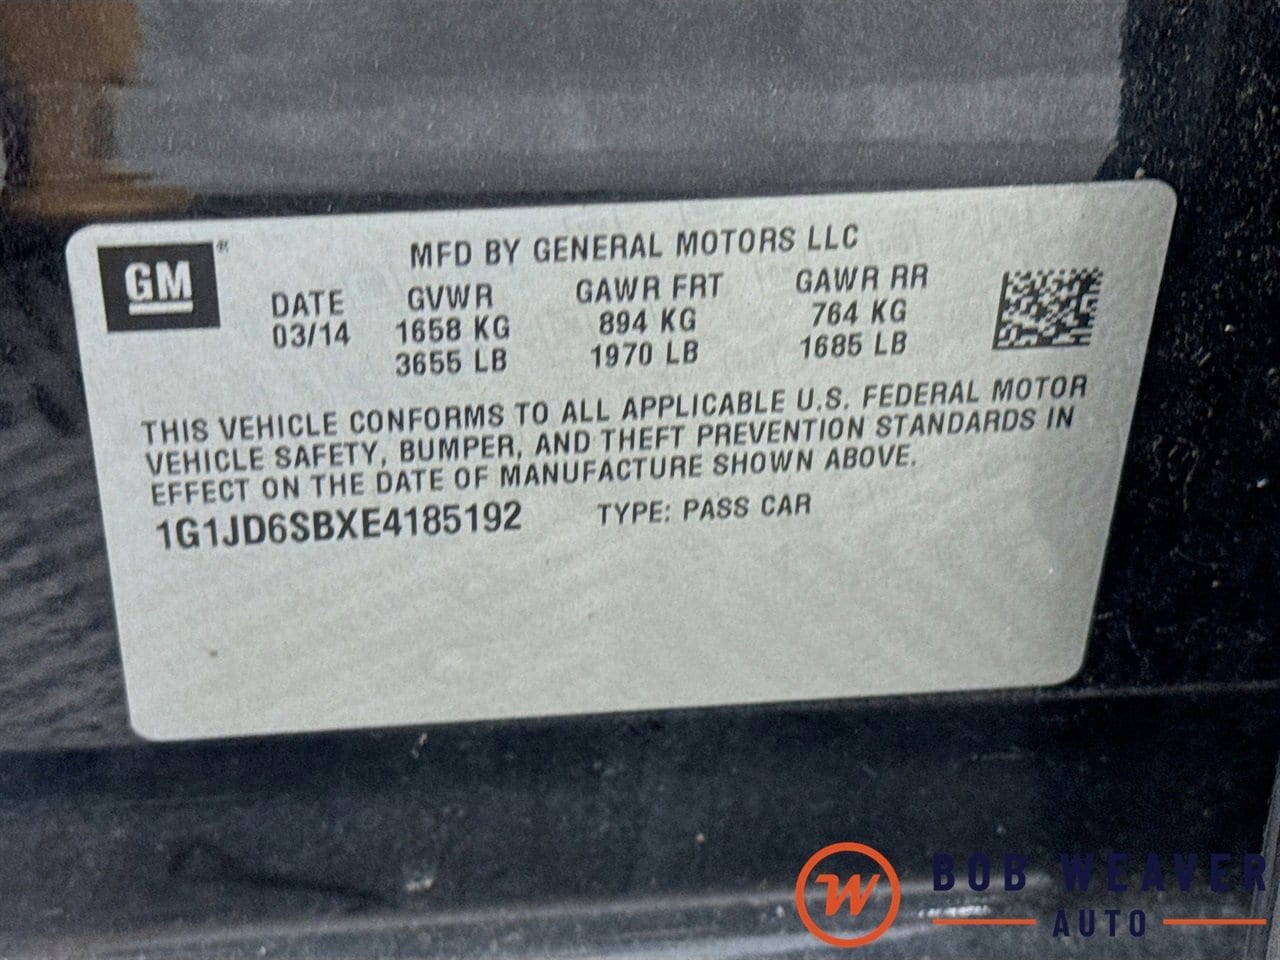 GM ®
MFD BY GENERAL MOTORS LLC
DATE GVWR GAWR FRT GAWR RR
03/14 1658 KG 894 KG 764 KG
3655 LB 1970 LB 1685 LB
THIS VEHICLE CONFORMS TO ALL APPLICABLE U.S. FEDERAL MOTOR
VEHICLE SAFETY, BUMPER, AND THEFT PREVENTION STANDARDS IN
EFFECT ON THE DATE OF MANUFACTURE SHOWN ABOVE.
1G1JD6SBXE4185192 TYPE: PASS CAR
W BOB WEAVER
AUTO